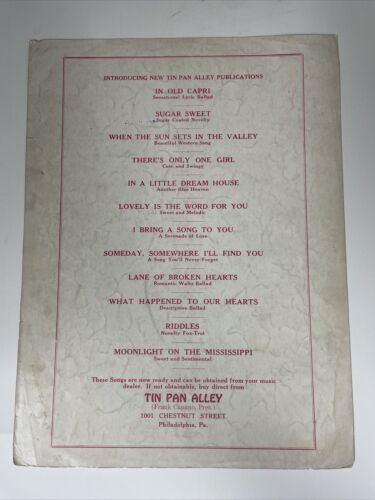 INTRODUCING NEW TIN PAN ALLEY PUBLICATIONS
IN OLD CAPRI
Sensational Lyric Ballad
SUGAR SWEET
Sugar Coated Novelty
WHEN THE SUN SETS IN THE VALLEY
Beautiful Western Song
THERE'S ONLY ONE GIRL
Cute and Swingy
IN A LITTLE DREAM HOUSE
Another Blue Heaven
LOVELY IS THE WORD FOR YOU
Sweet and Melodic
I BRING A SONG TO YOU
A Serenade of Love
SOMEDAY, SOMEWHERE I'LL FIND YOU
A Song You'll Never Forget
LANE OF BROKEN HEARTS
Romantic Waltz Ballad
WHAT HAPPENED TO OUR HEARTS
Descriptive Ballad
RIDDLES
Novelty Fox-Trot
MOONLIGHT ON THE MISSISSIPPI
Sweet and Sentimental
These Songs are now ready and can be obtained from your music
dealer. If not obtainable, buy direct from
TIN PAN ALLEY
(Frank Capano, Pres.)
1001 CHESTNUT STREET
Philadelphia, Pa.